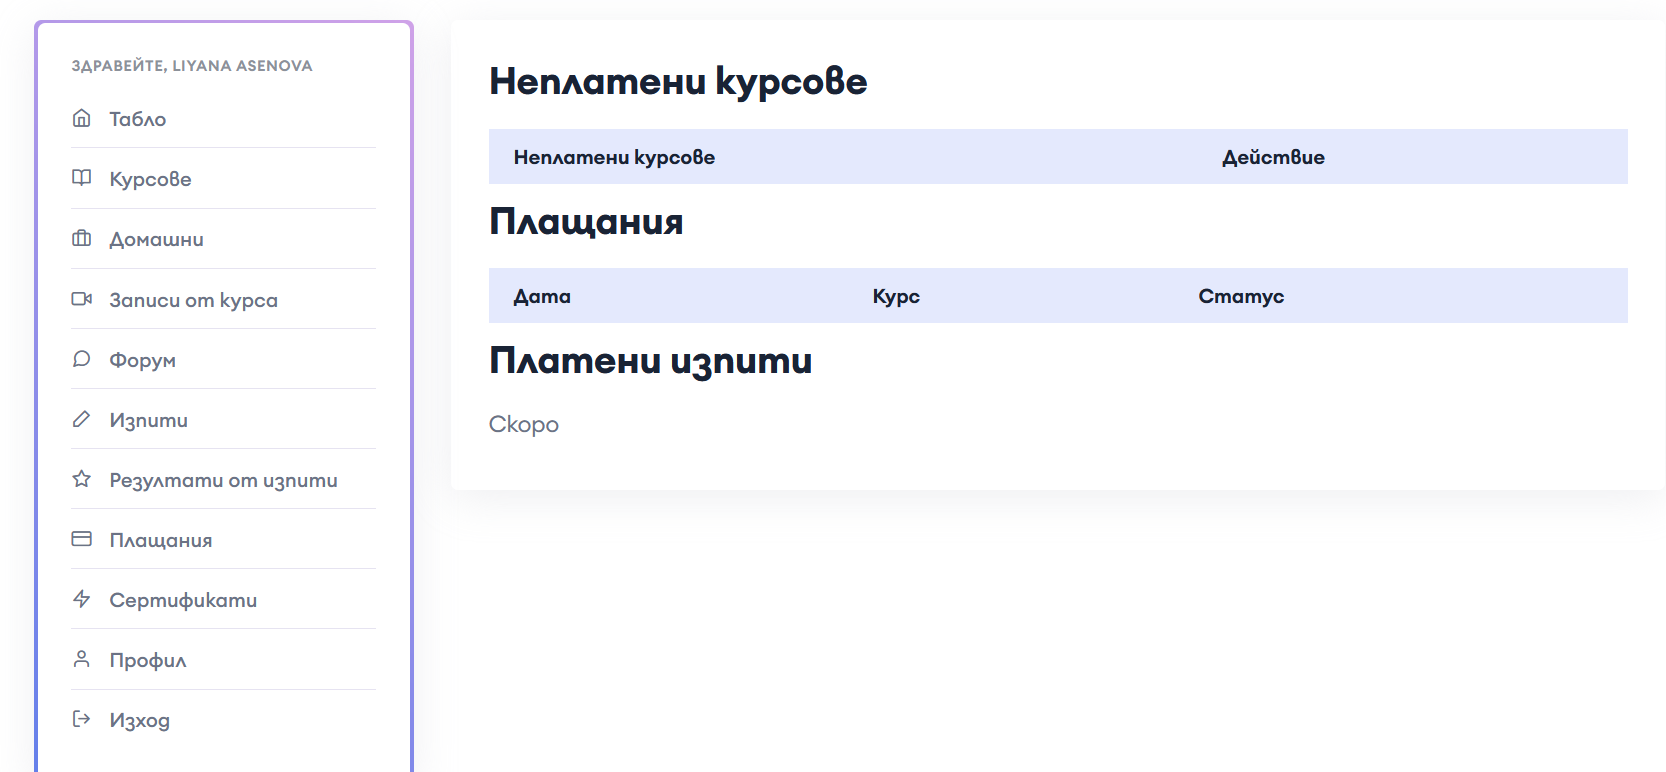 ЗДРАВЕЙТЕ, LIYANA ASENOVA
Табло
Курсове
Домашни
Записи от курса
Форум
Изпити
Резултати от изпити
Плащания
Сертификати
Профил
Изход
Неплатени курсове
Неплатени курсове Действие
Плащания
Дата Курс Статус
Платени изпити
Скоро